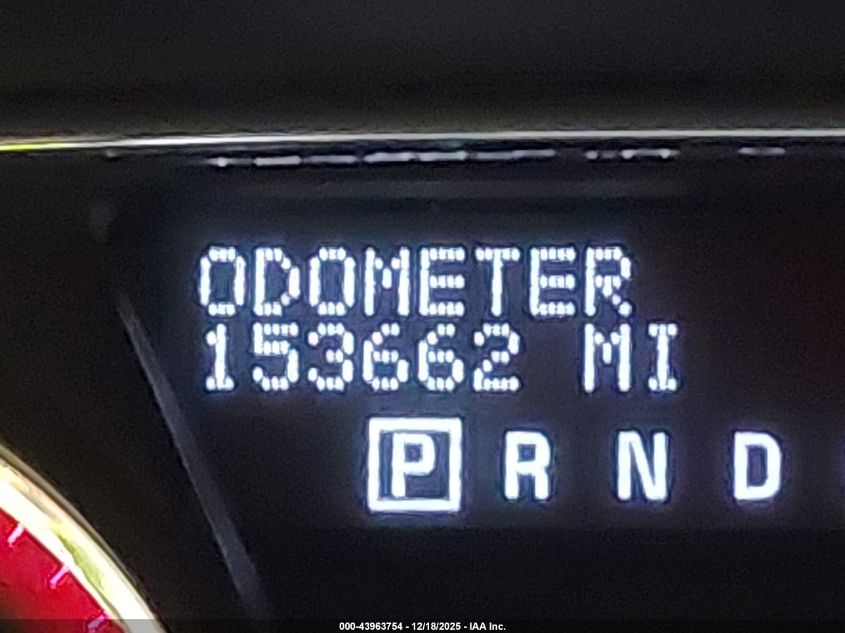 ODOMETER
153662 MI
P R N D
000-43963754 - 12/18/2025 - IAA Inc.